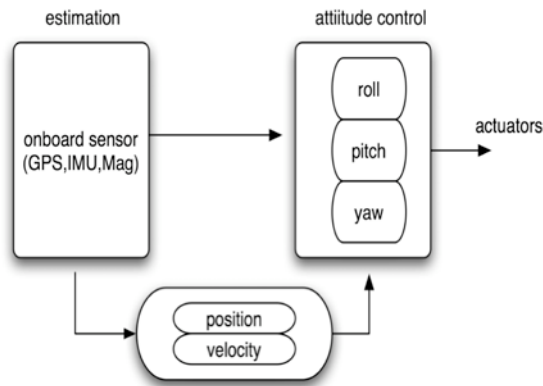 estimation
attiitude control
onboard sensor
(GPS,IMU,Mag)
roll
pitch
yaw
actuators
position
velocity